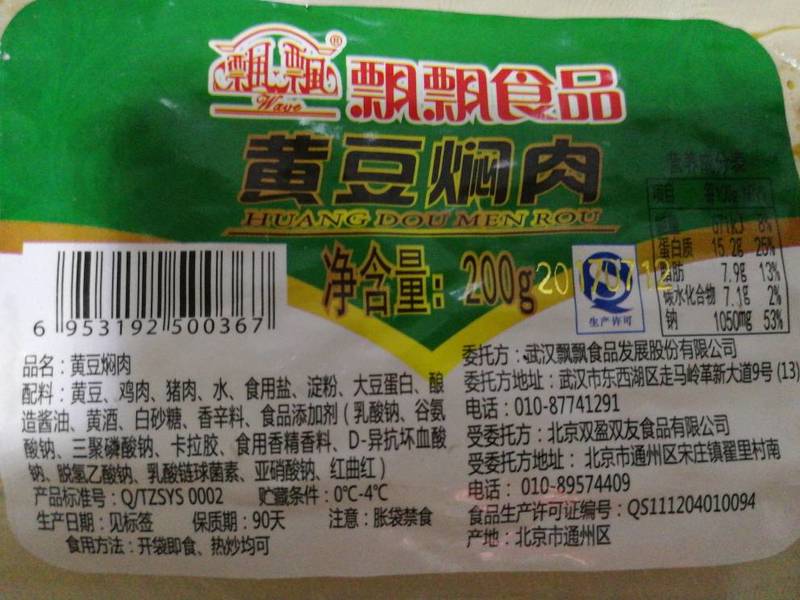 飘飘®
Wave
飘飘食品
黄豆焖肉
HUANG DOU MEN ROU
净含量：200g
20170712
营养成分表
项目
671kJ 8%
蛋白质 15.2g 25%
脂肪 7.9g 13%
碳水化合物 7.1g 2%
钠 1050mg 53%
生产许可
6 953192 500367
品名：黄豆焖肉
配料：黄豆、鸡肉、猪肉、水、食用盐、淀粉、大豆蛋白、酿
造酱油、黄酒、白砂糖、香辛料、食品添加剂（乳酸钠、谷氨
酸钠、三聚磷酸钠、卡拉胶、食用香精香料、D-异抗坏血酸
钠、脱氢乙酸钠、乳酸链球菌素、亚硝酸钠、红曲红）
产品标准号：Q/TZSYS 0002 贮藏条件：0℃-4℃
生产日期：见标签 保质期：90天 注意：胀袋禁食
食用方法：开袋即食、热炒均可
委托方：武汉飘飘食品发展股份有限公司
委托方地址：武汉市东西湖区走马岭革新大道9号 (13)
电话：010-87741291
受委托方：北京双盈双友食品有限公司
受委托方地址：北京市通州区宋庄镇翟里村南
电话：010-89574409
食品生产许可证编号：QS111204010094
产地：北京市通州区